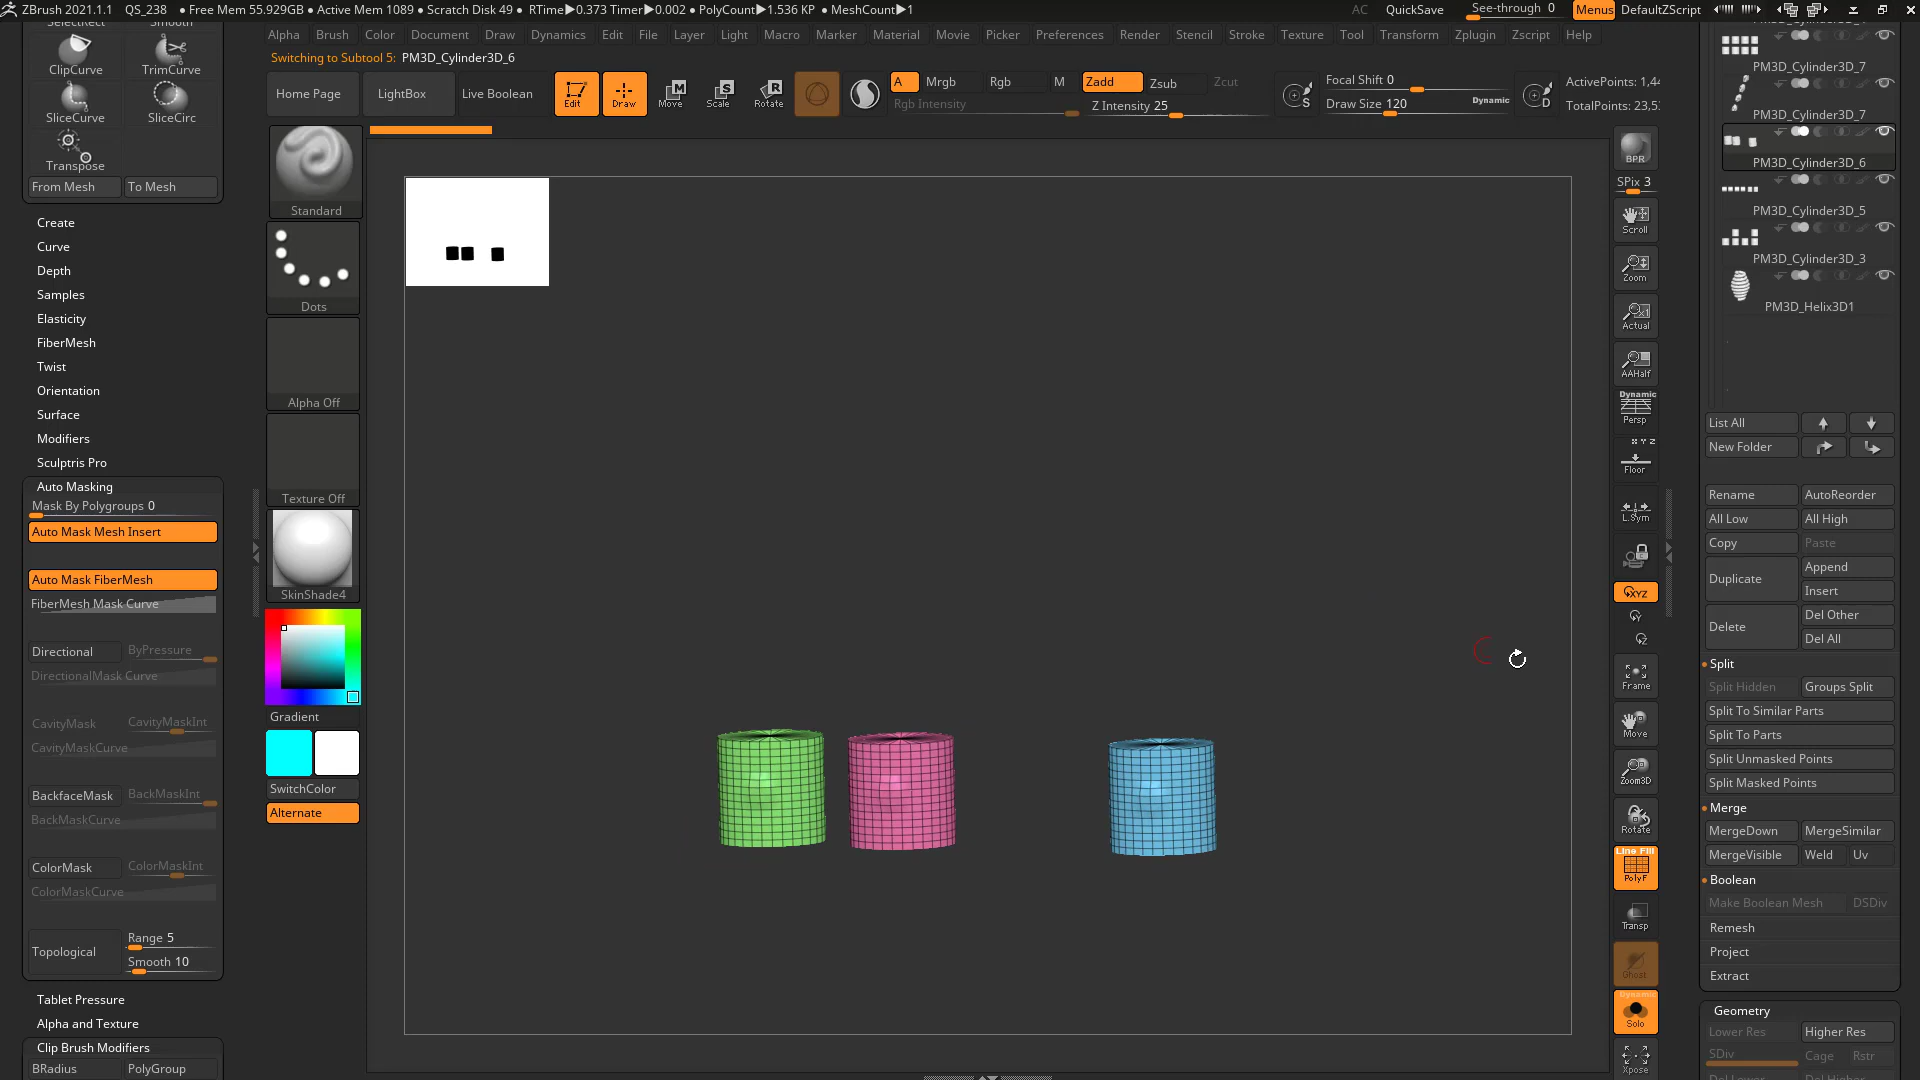 ZBrush 2021.1.1 QS_238 • Free Mem 55.929GB • Active Mem 1089 • Scratch Disk 49 • RTime▶0.373 Timer▶0.002 • PolyCount▶1.536 KP • MeshCount▶1 AC QuickSave See-through 0 Menus DefaultZScript
Alpha Brush Color Document Draw Dynamics Edit File Layer Light Macro Marker Material Movie Picker Preferences Render Stencil Stroke Texture Tool Transform Zplugin Zscript Help
Switching to Subtool 5: PM3D_Cylinder3D_6
Home Page LightBox Live Boolean Edit Draw Move Scale Rotate
A Mrgb Rgb M Zadd Zsub Zcut
Rgb Intensity Z Intensity 25
S Focal Shift 0
Draw Size 120 Dynamic
D ActivePoints: 1,44
TotalPoints: 23,5
ClipCurve TrimCurve
SliceCurve SliceCirc
Transpose
From Mesh To Mesh
Create
Curve
Depth
Samples
Elasticity
FiberMesh
Twist
Orientation
Surface
Modifiers
Sculptris Pro
Auto Masking
Mask By Polygroups 0
Auto Mask Mesh Insert
Auto Mask FiberMesh
FiberMesh Mask Curve
Directional ByPressure
DirectionalMask Curve
CavityMask CavityMaskInt
CavityMaskCurve
BackfaceMask BackMaskInt
BackMaskCurve
ColorMask ColorMaskInt
ColorMaskCurve
Topological Range 5
Smooth 10
Tablet Pressure
Alpha and Texture
Clip Brush Modifiers
BRadius PolyGroup
Standard
Dots
Alpha Off
Texture Off
SkinShade4
Gradient
SwitchColor
Alternate
BPR
SPix 3
Scroll
Zoom
Actual
AAHalf
Dynamic
Persp
X Y Z
Floor
L.Sym
XYZ
Y
Z
Frame
Move
Zoom3D
Rotate
Line Fill
PolyF
Transp
Ghost
Dynamic
Solo
Xpose
PM3D_Cylinder3D_7
PM3D_Cylinder3D_7
PM3D_Cylinder3D_6
PM3D_Cylinder3D_5
PM3D_Cylinder3D_3
PM3D_Helix3D1
List All
New Folder
Rename AutoReorder
All Low All High
Copy Paste
Duplicate Append
Insert
Delete Del Other
Del All
Split
Split Hidden Groups Split
Split To Similar Parts
Split To Parts
Split Unmasked Points
Split Masked Points
Merge
MergeDown MergeSimilar
MergeVisible Weld Uv
Boolean
Make Boolean Mesh DSDiv
Remesh
Project
Extract
Geometry
Lower Res Higher Res
SDiv Cage Rstr